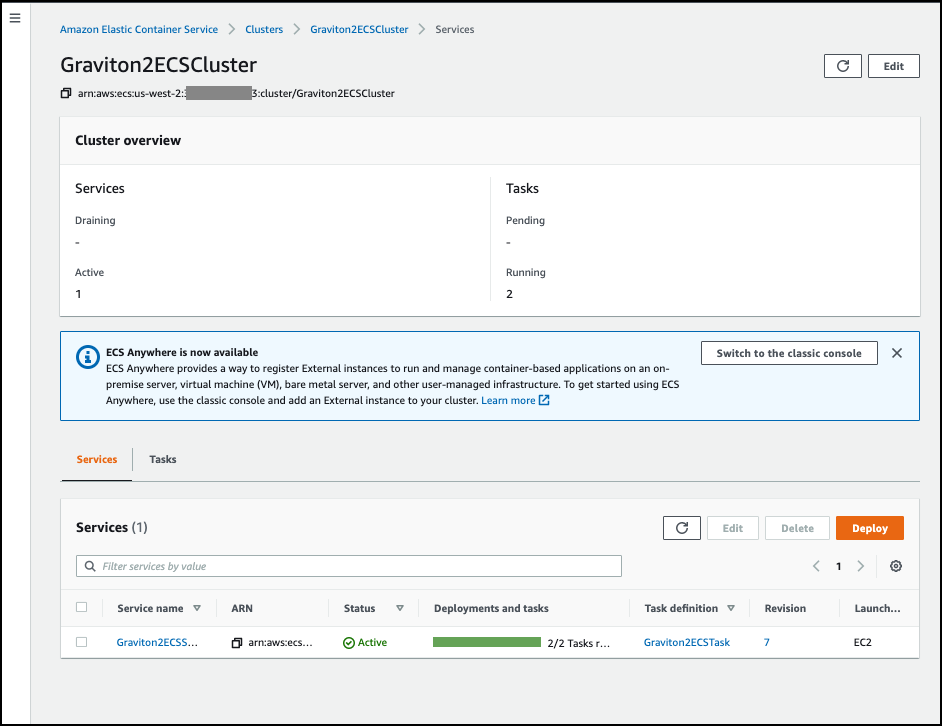 Amazon Elastic Container Service > Clusters > Graviton2ECSCluster > Services
Graviton2ECSCluster
Edit
arn:aws:ecs:us-west-2: 3:cluster/Graviton2ECSCluster
Cluster overview
Services
Draining
-
Active
1
Tasks
Pending
-
Running
2
ECS Anywhere is now available
ECS Anywhere provides a way to register External instances to run and manage container-based applications on an on-
premise server, virtual machine (VM), bare metal server, and other user-managed infrastructure. To get started using ECS
Anywhere, use the classic console and add an External instance to your cluster. Learn more
Switch to the classic console
Services Tasks
Services (1)
Edit Delete Deploy
Filter services by value
1
Service name ARN Status Deployments and tasks Task definition Revision Launch...
Graviton2ECSS... arn:aws:ecs... Active 2/2 Tasks r... Graviton2ECSTask 7 EC2